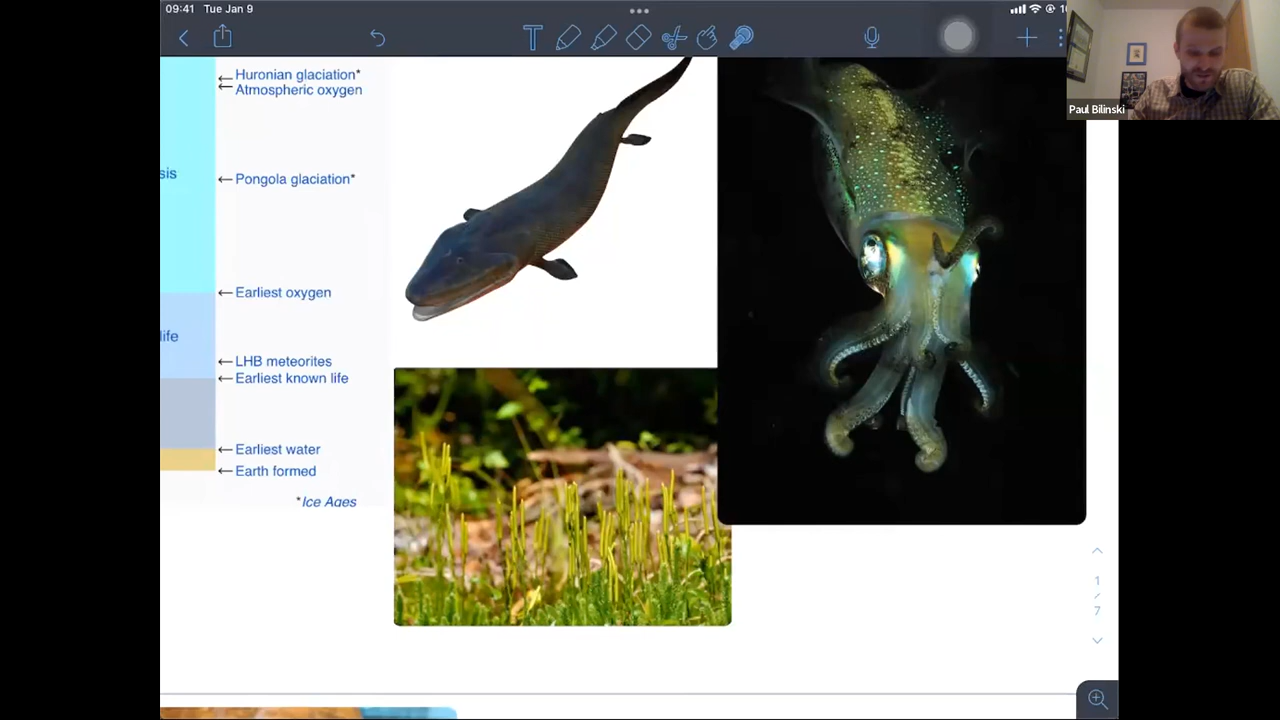 09:41 Tue Jan 9
T
Paul Bilinski
Huronian glaciation*
Atmospheric oxygen
sis
Pongola glaciation*
Earliest oxygen
life
LHB meteorites
Earliest known life
Earliest water
Earth formed
*Ice Ages
1
/
7